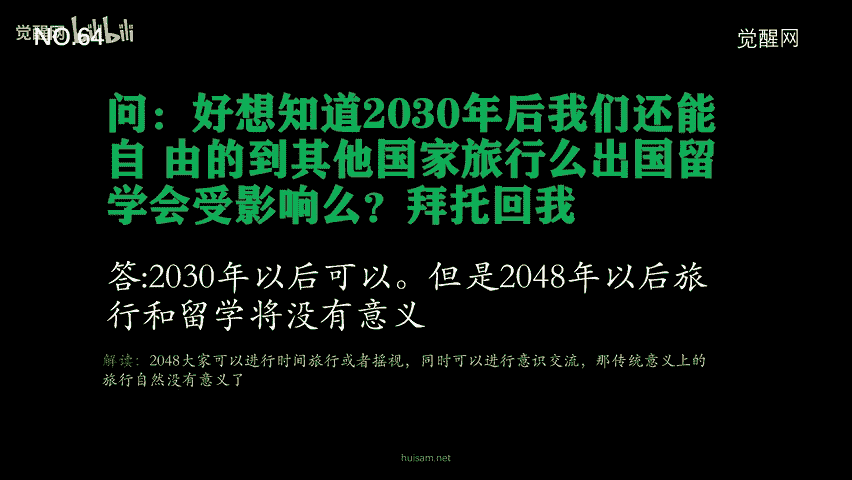 觉醒网 bilibili
NO.64
觉醒网
问：好想知道2030年后我们还能
自 由的到其他国家旅行么出国留
学会受影响么？拜托回我
答:2030年以后可以。但是2048年以后旅
行和留学将没有意义
解读：2048大家可以进行时间旅行或者摇视，同时可以进行意识交流，那传统意义上的
旅行自然没有意义了
huisam.net